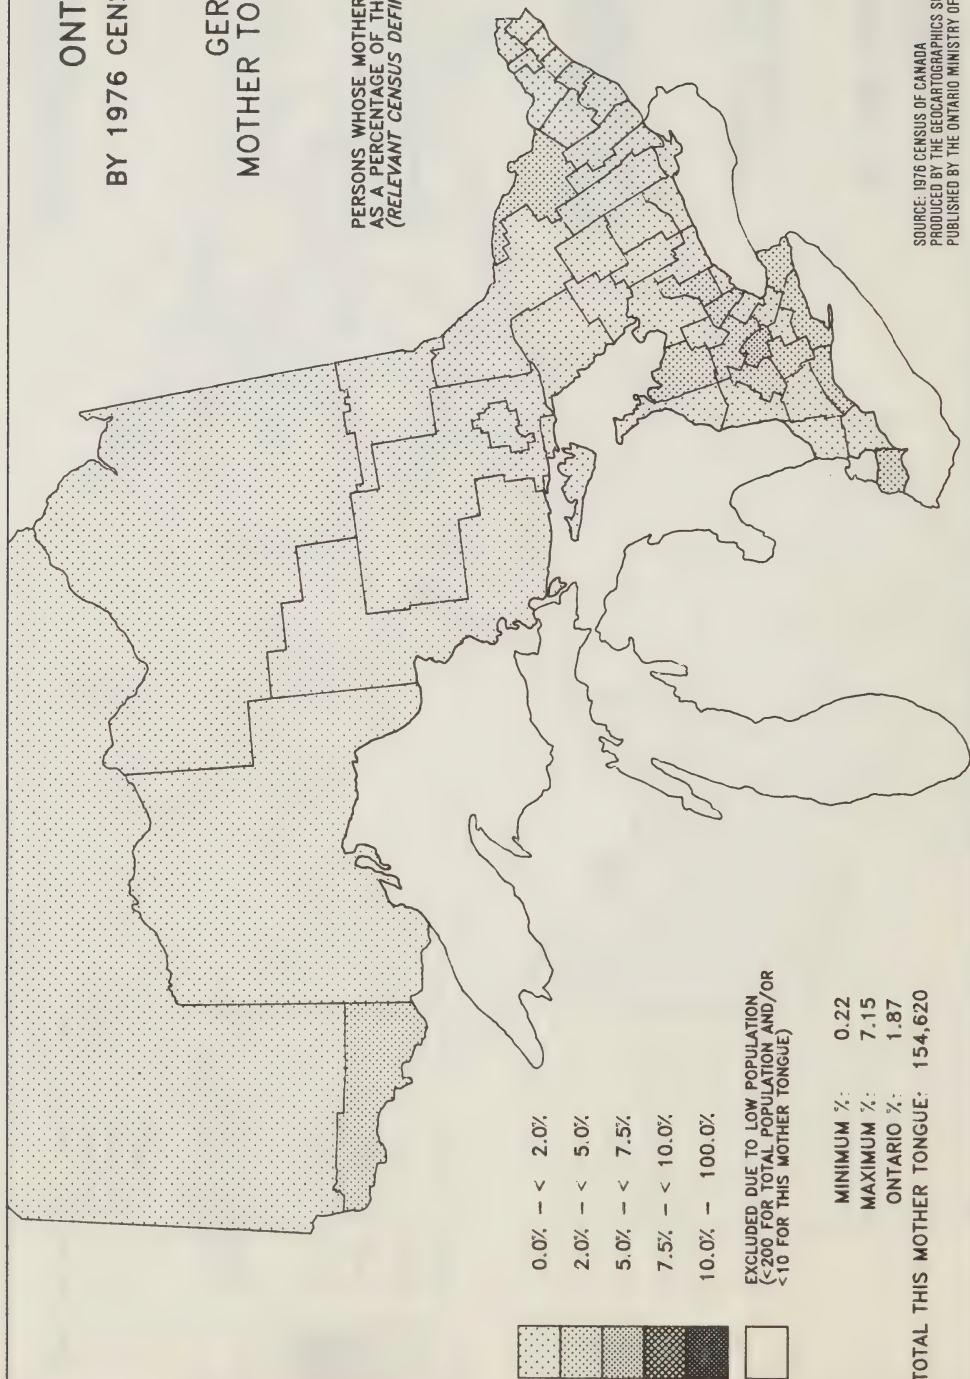 ONT
BY 1976 CENS
GER
MOTHER TO
PERSONS WHOSE MOTHER
AS A PERCENTAGE OF TH
(RELEVANT CENSUS DEFIN
0.0% - < 2.0%
2.0% - < 5.0%
5.0% - < 7.5%
7.5% - < 10.0%
10.0% - 100.0%
EXCLUDED DUE TO LOW POPULATION
(<200 FOR TOTAL POPULATION AND/OR
<10 FOR THIS MOTHER TONGUE)
MINIMUM %: 0.22
MAXIMUM %: 7.15
ONTARIO %: 1.87
TOTAL THIS MOTHER TONGUE: 154,620
SOURCE: 1976 CENSUS OF CANADA
PRODUCED BY THE GEOCARTOGRAPHICS S
PUBLISHED BY THE ONTARIO MINISTRY OF